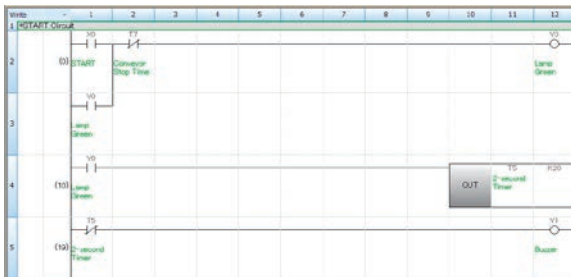 Write - 1 2 3 4 5 6 7 8 9 10 11 12
1 *START Circuit
X0 T7 Y0
2 (0) START Conveyor Stop Time Lamp Green
Y0
3 Lamp Green
Y0 T5 K20
4 (10) Lamp Green OUT 2-second Timer
T5 Y1
5 (19) 2-second Timer Buzzer